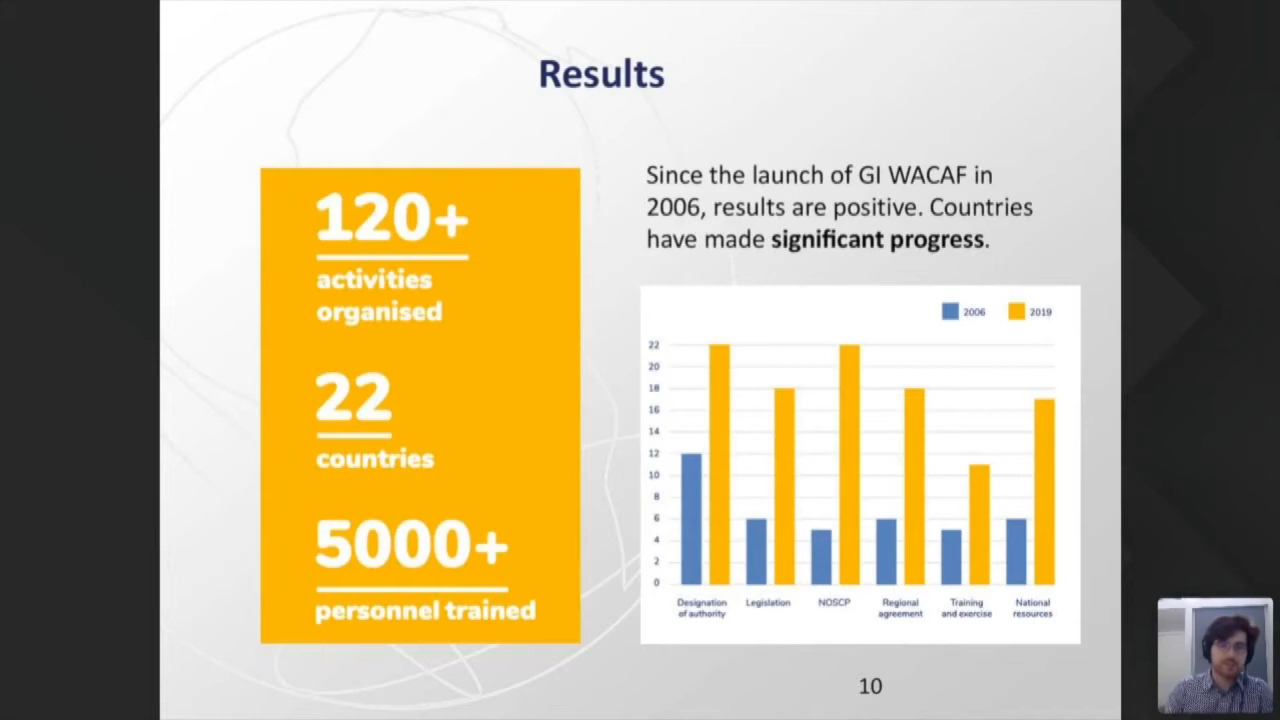 Results
120+
activities
organised
22
countries
5000+
personnel trained
Since the launch of GI WACAF in
2006, results are positive. Countries
have made significant progress.
2006 2019
22
20
18
16
14
12
10
8
6
4
2
0
Designation
of authority
Legislation
NOSCP
Regional
agreement
Training
and exercise
National
resources
10